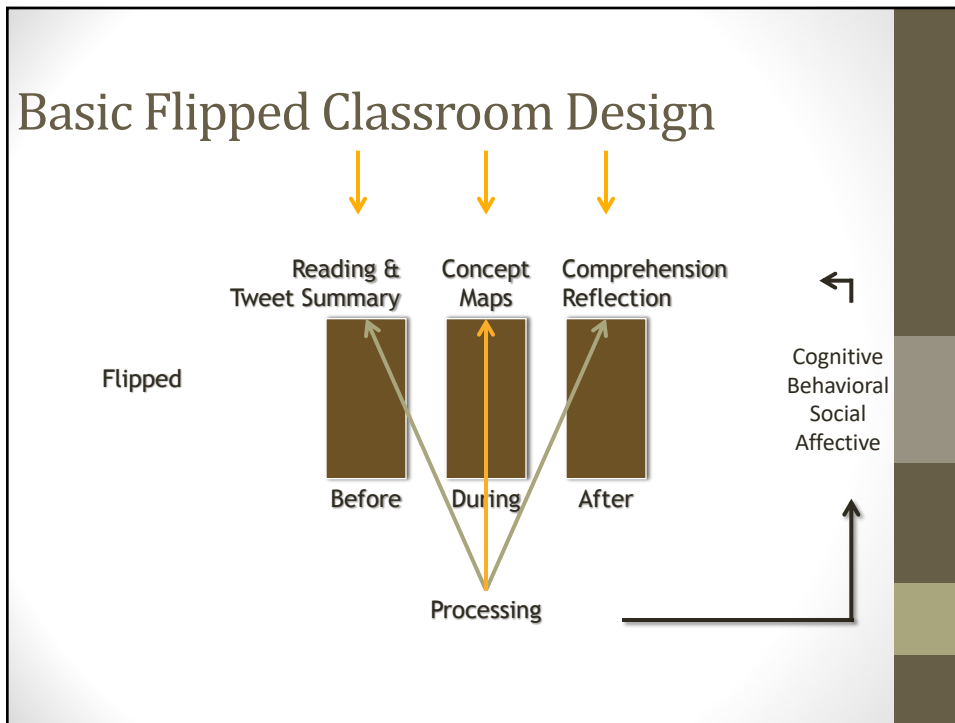 Basic Flipped Classroom Design
Reading &
Tweet Summary
Concept
Maps
Comprehension
Reflection
Flipped
Cognitive
Behavioral
Social
Affective
Before
During
After
Processing